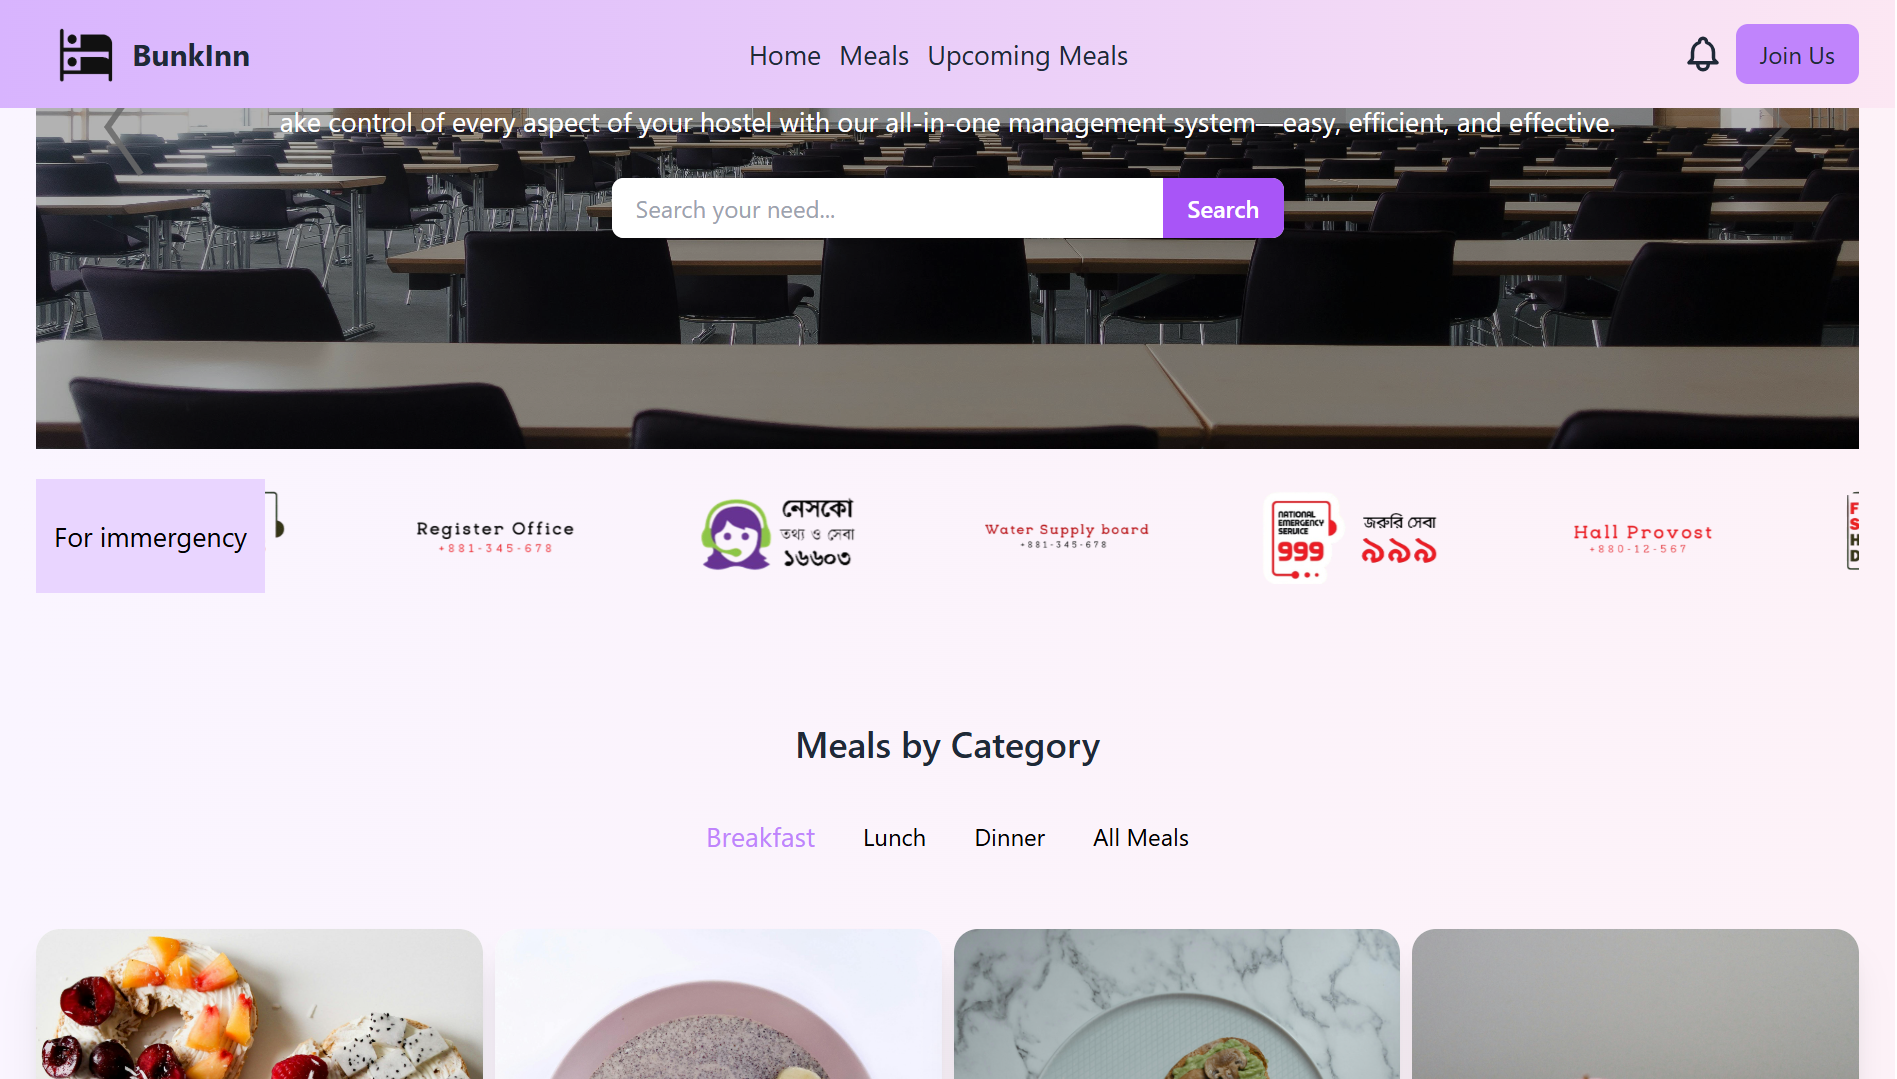 BunkInn
Home Meals Upcoming Meals
Join Us
ake control of every aspect of your hostel with our all-in-one management system—easy, efficient, and effective.
Search your need...
Search
For immergency
Register Office
+881-345-678
নেসকো
তথ্য ও সেবা
১৬৬০৩
Water Supply board
+881-345-678
NATIONAL
EMERGENCY
SERVICE
999
জরুরি সেবা
৯৯৯
Hall Provost
+880-12-567
F
S
H
D
Meals by Category
Breakfast Lunch Dinner All Meals